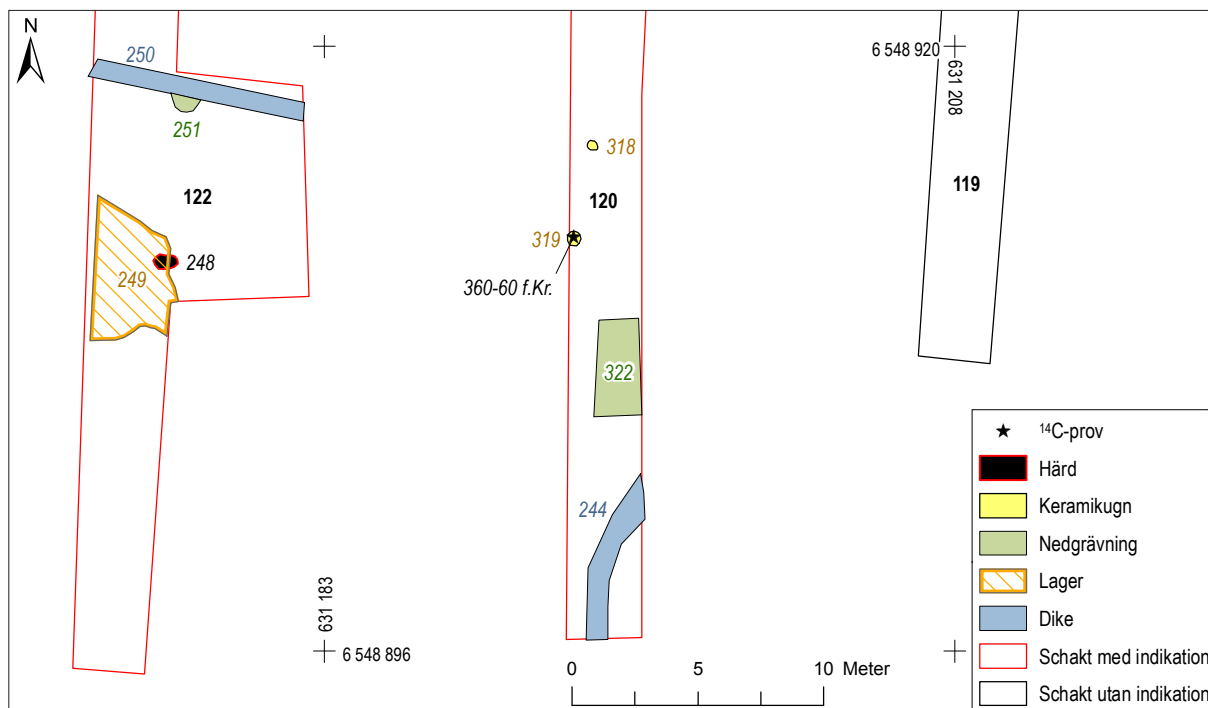 N
250
251
122
248
249
318
120
319
360-60 f.Kr.
322
244
6 548 920
631 208
119
631 183
6 548 896
0 5 10 Meter
¹⁴C-prov
Härd
Keramikugn
Nedgrävning
Lager
Dike
Schakt med indikation
Schakt utan indikation